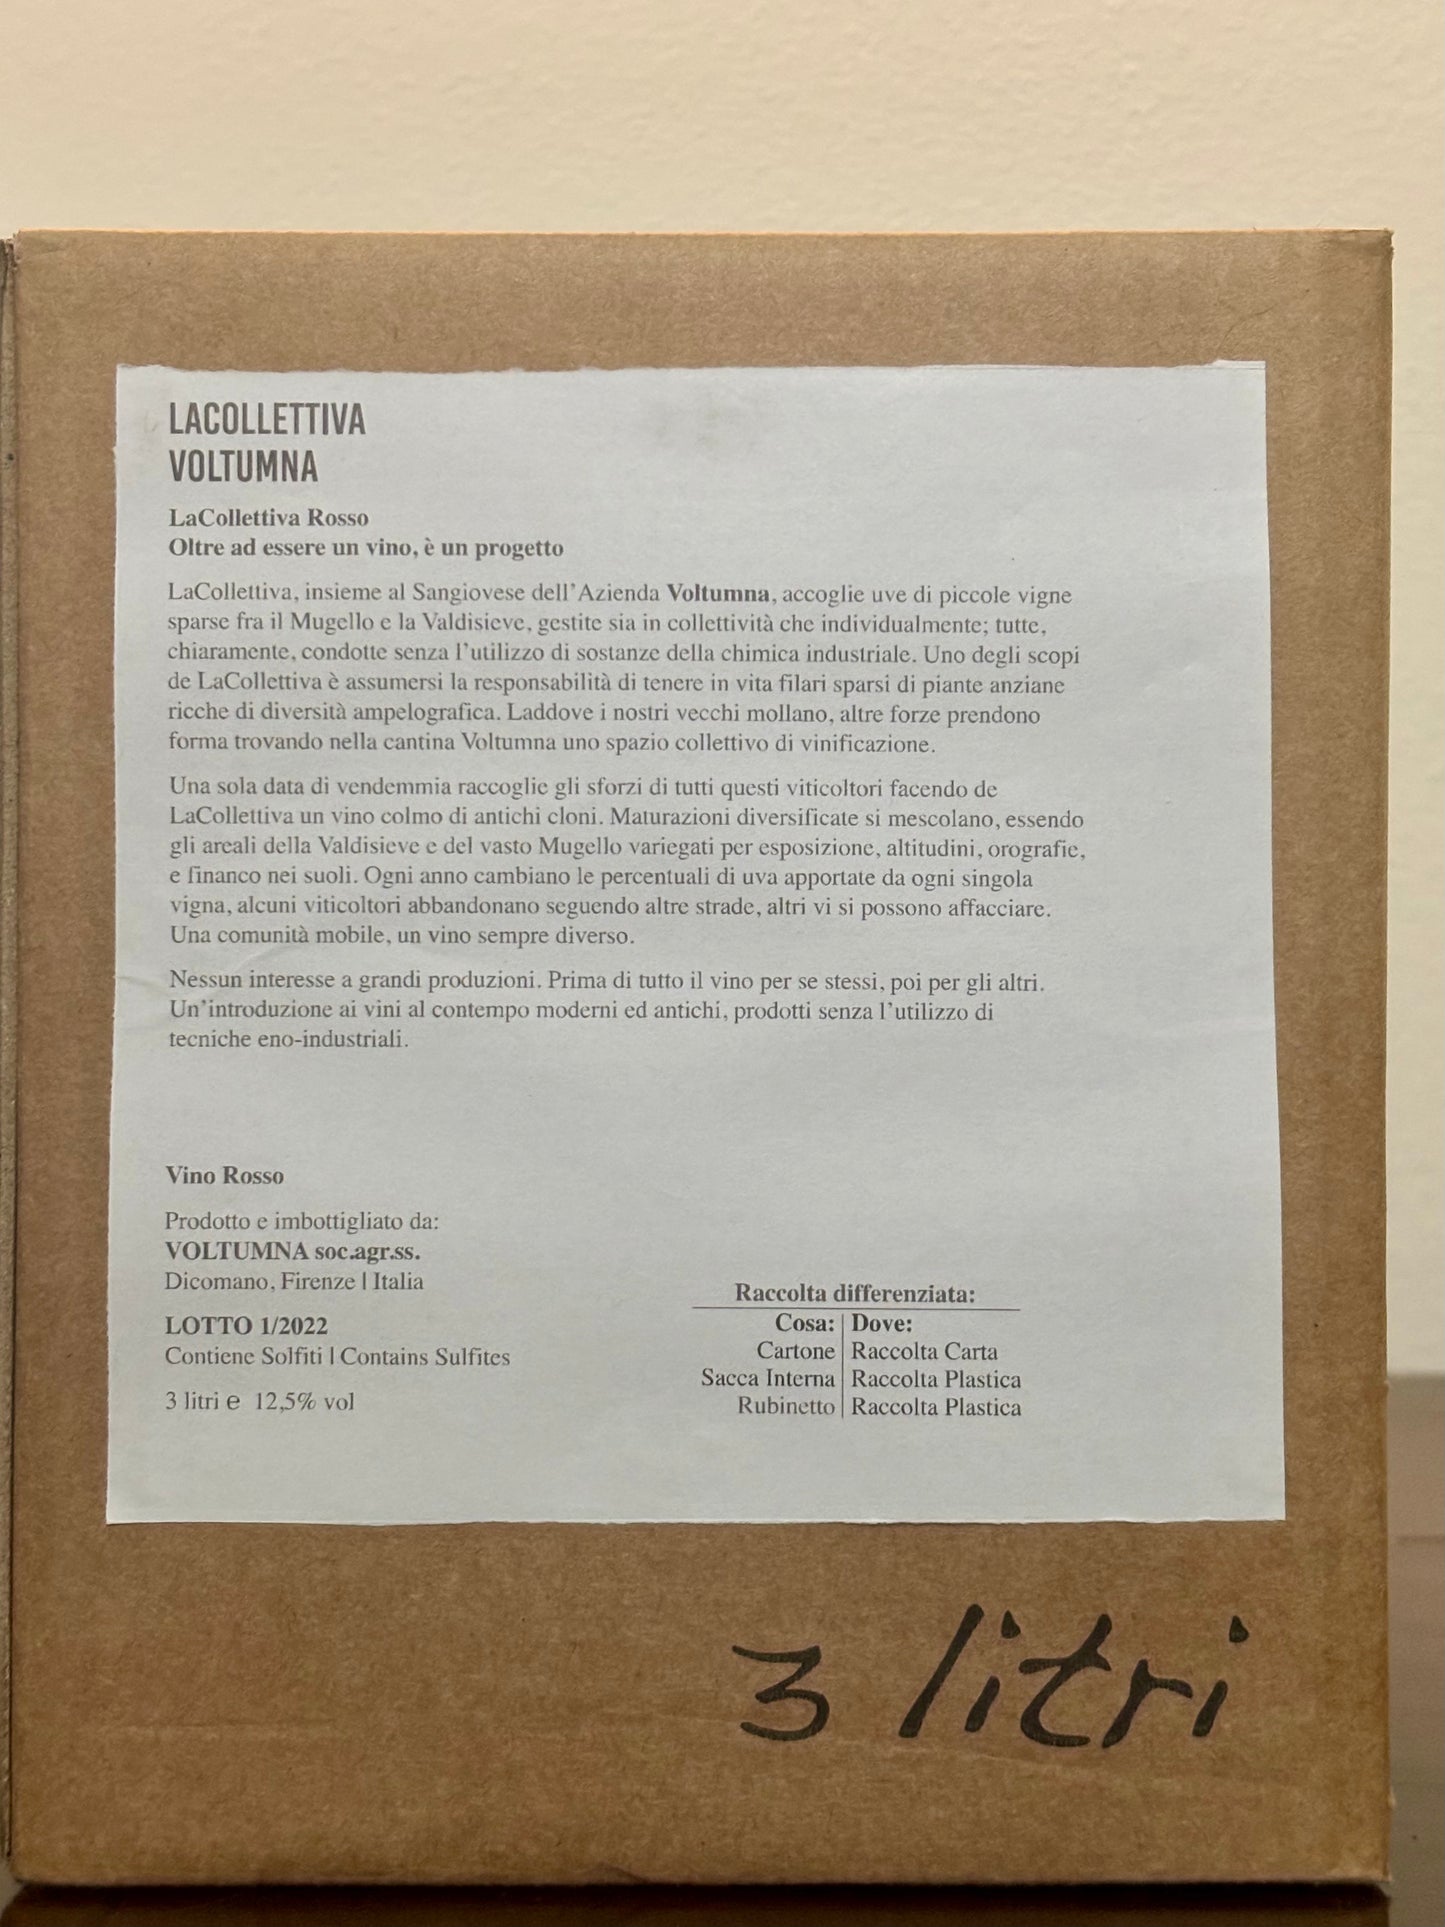 LACOLLETTIVA
VOLTUMNA
LaCollettiva Rosso
Oltre ad essere un vino, è un progetto
LaCollettiva, insieme al Sangiovese dell'Azienda Voltumna, accoglie uve di piccole vigne
sparse fra il Mugello e la Valdisieve, gestite sia in collettività che individualmente; tutte,
chiaramente, condotte senza l'utilizzo di sostanze della chimica industriale. Uno degli scopi
de LaCollettiva è assumersi la responsabilità di tenere in vita filari sparsi di piante anziane
ricche di diversità ampelografica. Laddove i nostri vecchi mollano, altre forze prendono
forma trovando nella cantina Voltumna uno spazio collettivo di vinificazione.
Una sola data di vendemmia raccoglie gli sforzi di tutti questi viticoltori facendo de
LaCollettiva un vino colmo di antichi cloni. Maturazioni diversificate si mescolano, essendo
gli areali della Valdisieve e del vasto Mugello variegati per esposizione, altitudini, orografie,
e financo nei suoli. Ogni anno cambiano le percentuali di uva apportate da ogni singola
vigna, alcuni viticoltori abbandonano seguendo altre strade, altri vi si possono affacciare.
Una comunità mobile, un vino sempre diverso.
Nessun interesse a grandi produzioni. Prima di tutto il vino per se stessi, poi per gli altri.
Un'introduzione ai vini al contempo moderni ed antichi, prodotti senza l'utilizzo di
tecniche eno-industriali.
Vino Rosso
Prodotto e imbottigliato da:
VOLTUMNA soc.agr.ss.
Dicomano, Firenze | Italia
LOTTO 1/2022
Contiene Solfiti | Contains Sulfites
3 litri e 12,5% vol
Raccolta differenziata:
Cosa: | Dove:
Cartone | Raccolta Carta
Sacca Interna | Raccolta Plastica
Rubinetto | Raccolta Plastica
3 litri